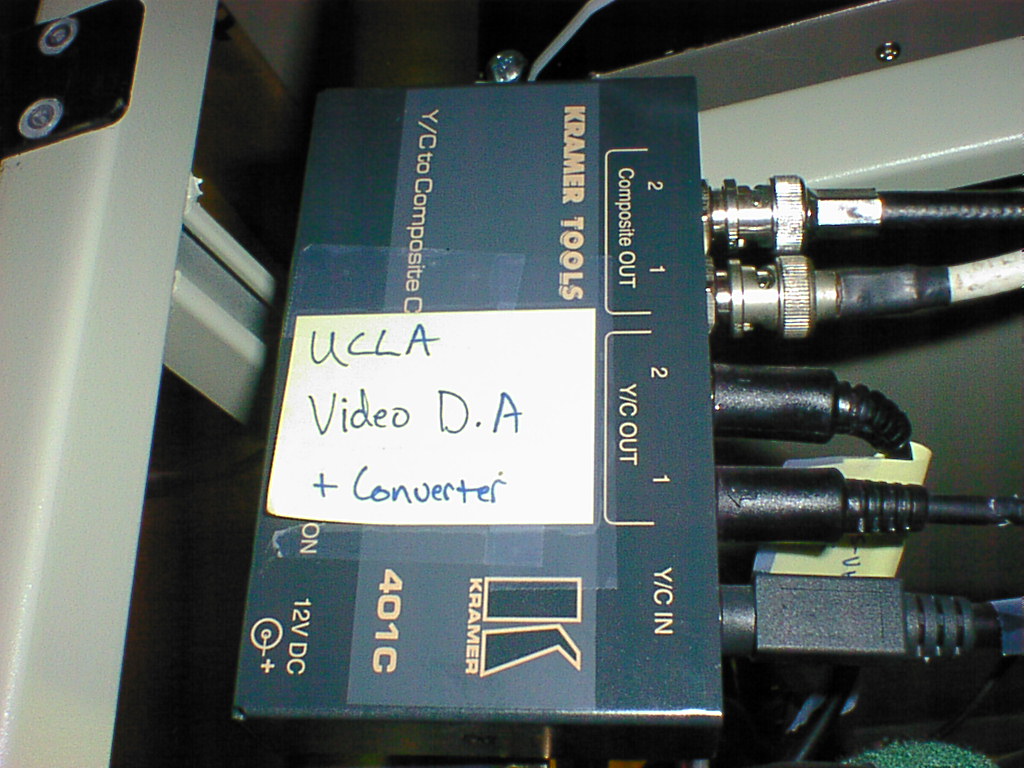 2 1
Composite OUT
2 1
Y/C OUT
Y/C IN
KRAMER TOOLS
KRAMER
Y/C to Composite
401C
ON
12V DC
+
UCLA
Video D.A
+ Converter